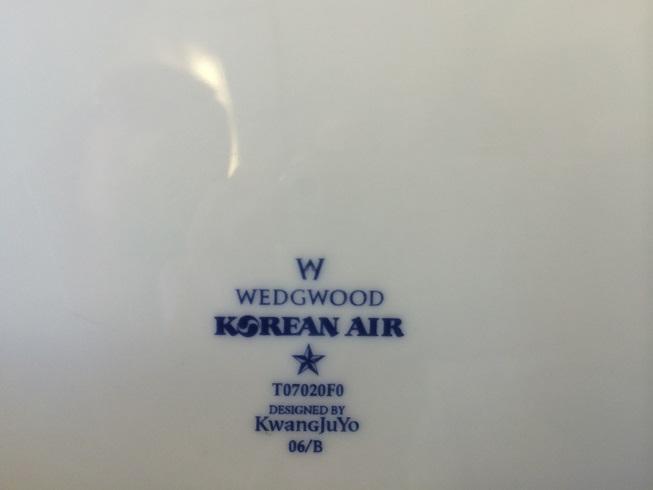 W
WEDGWOOD
KOREAN AIR
T07020F0
DESIGNED BY
KwangJuYo
06/B